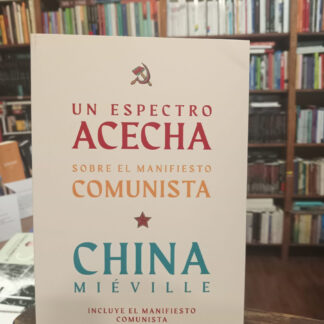 UN ESPECTRO
ACECHA
SOBRE EL MANIFIESTO
COMUNISTA
CHINA
MIÉVILLE
INCLUYE EL MANIFIESTO
COMUNISTA